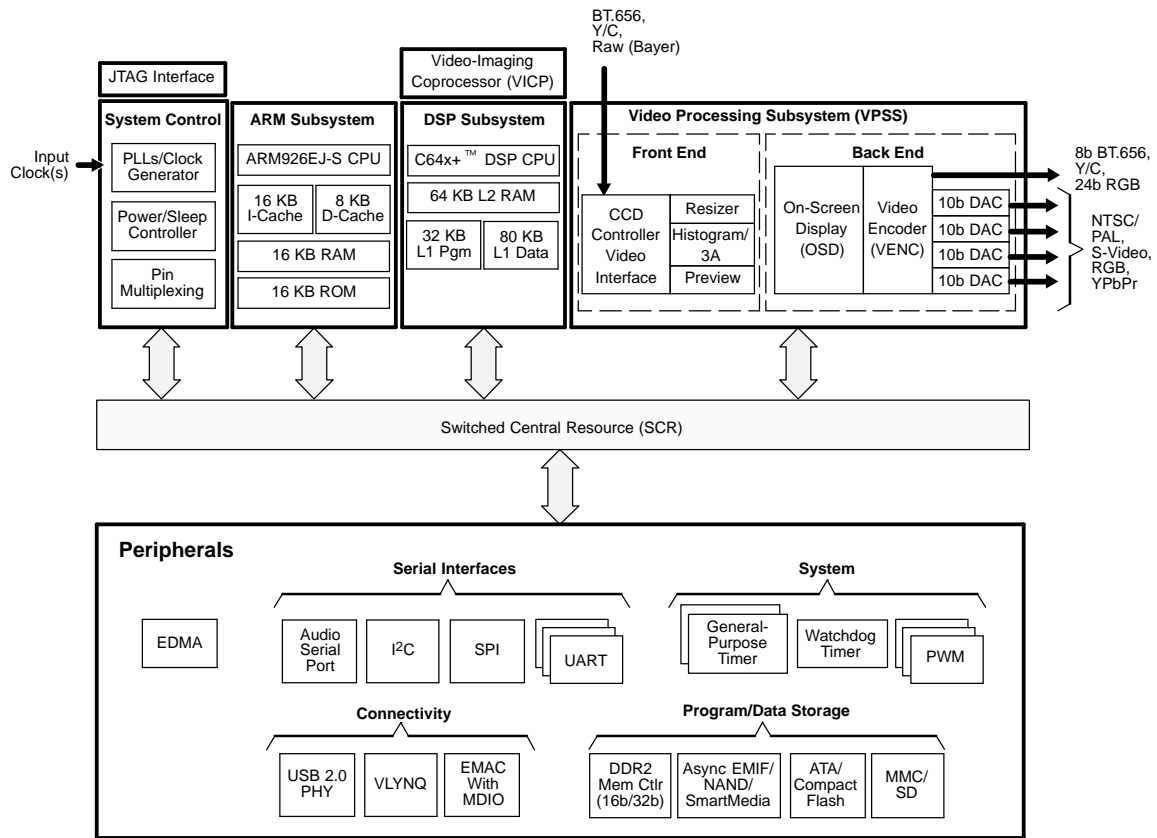 BT.656,
Y/C,
Raw (Bayer)
JTAG Interface
Video-Imaging
Coprocessor (VICP)
System Control
ARM Subsystem
DSP Subsystem
Video Processing Subsystem (VPSS)
Input
Clock(s)
PLLs/Clock
Generator
Power/Sleep
Controller
Pin
Multiplexing
ARM926EJ-S CPU
16 KB
I-Cache
8 KB
D-Cache
16 KB RAM
16 KB ROM
C64x+™ DSP CPU
64 KB L2 RAM
32 KB
L1 Pgm
80 KB
L1 Data
Front End
CCD
Controller
Video
Interface
Resizer
Histogram/
3A
Preview
Back End
On-Screen
Display
(OSD)
Video
Encoder
(VENC)
10b DAC
10b DAC
10b DAC
10b DAC
8b BT.656,
Y/C,
24b RGB
NTSC/
PAL,
S-Video,
RGB,
YPbPr
Switched Central Resource (SCR)
Peripherals
EDMA
Serial Interfaces
Audio
Serial
Port
I²C
SPI
UART
System
General-
Purpose
Timer
Watchdog
Timer
PWM
Connectivity
USB 2.0
PHY
VLYNQ
EMAC
With
MDIO
Program/Data Storage
DDR2
Mem Ctlr
(16b/32b)
Async EMIF/
NAND/
SmartMedia
ATA/
Compact
Flash
MMC/
SD